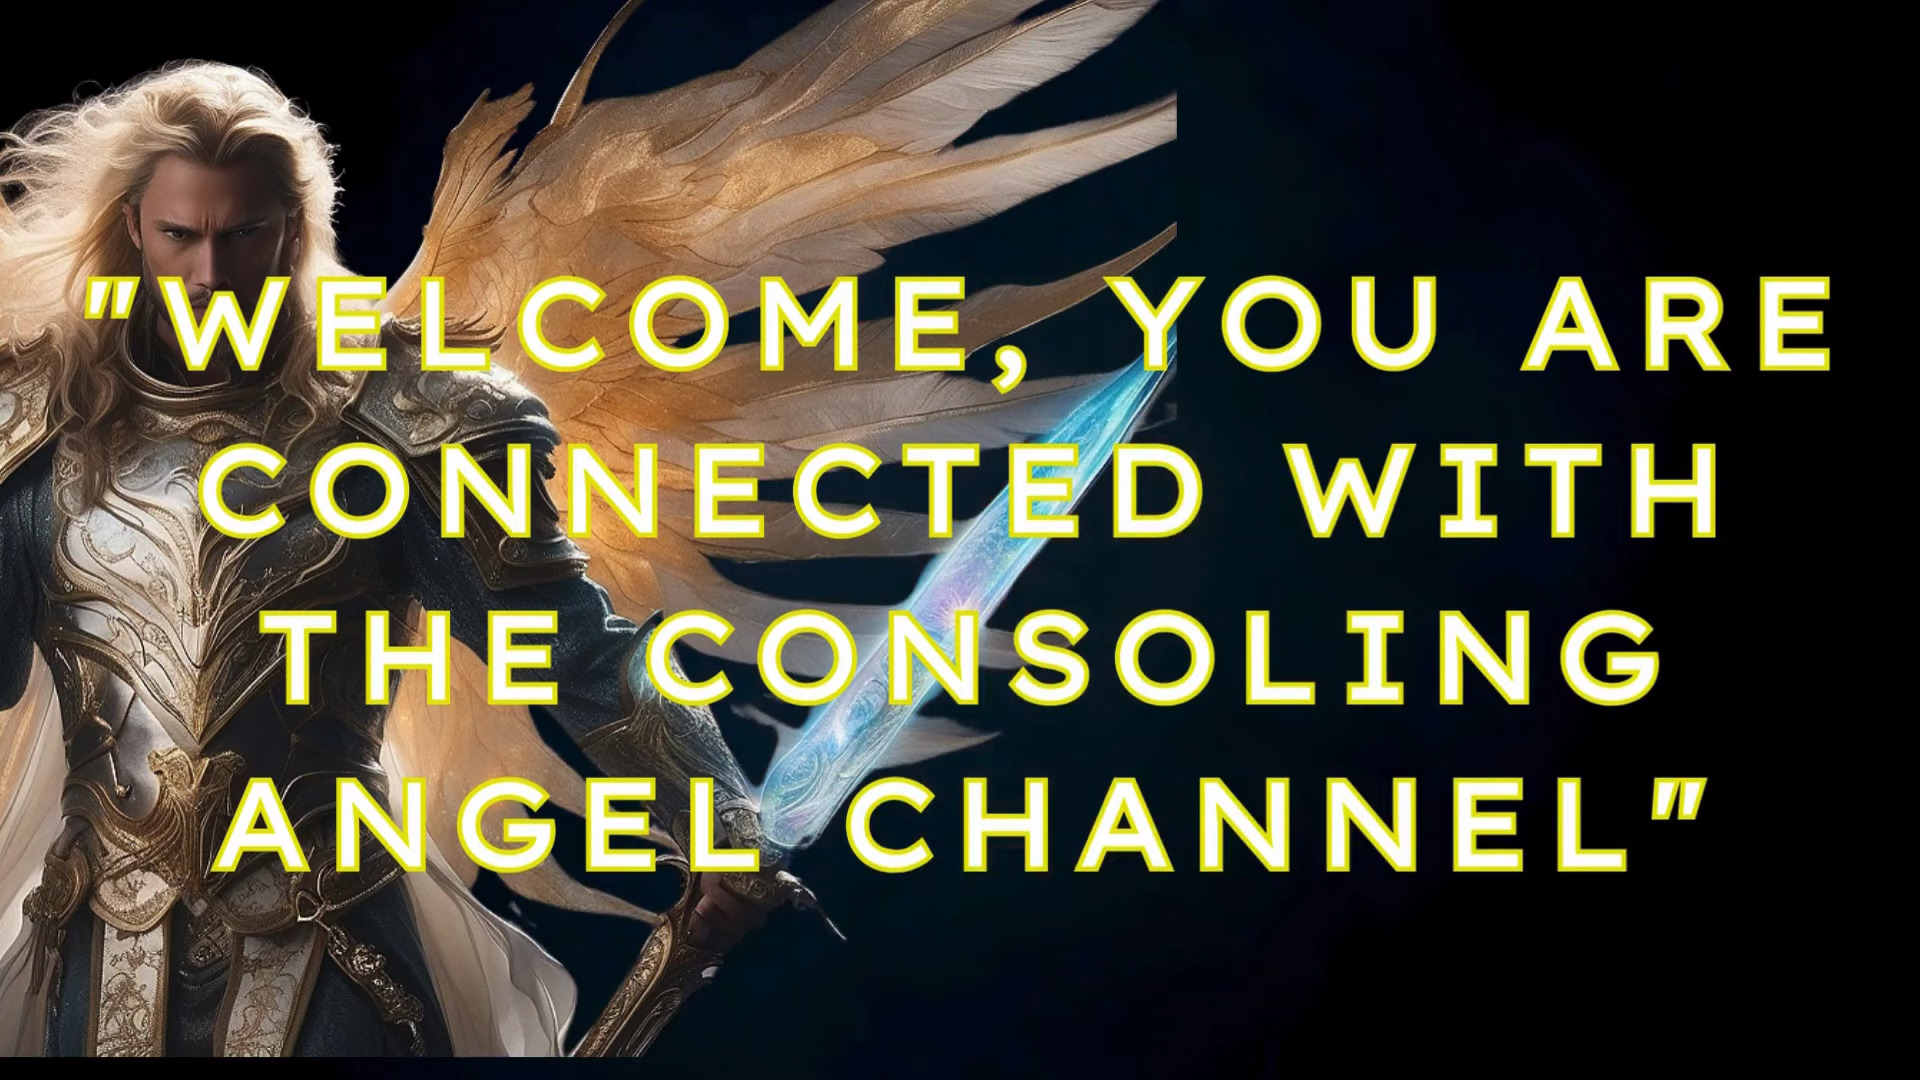 "WELCOME, YOU ARE
CONNECTED WITH
THE CONSOLING
ANGEL CHANNEL"